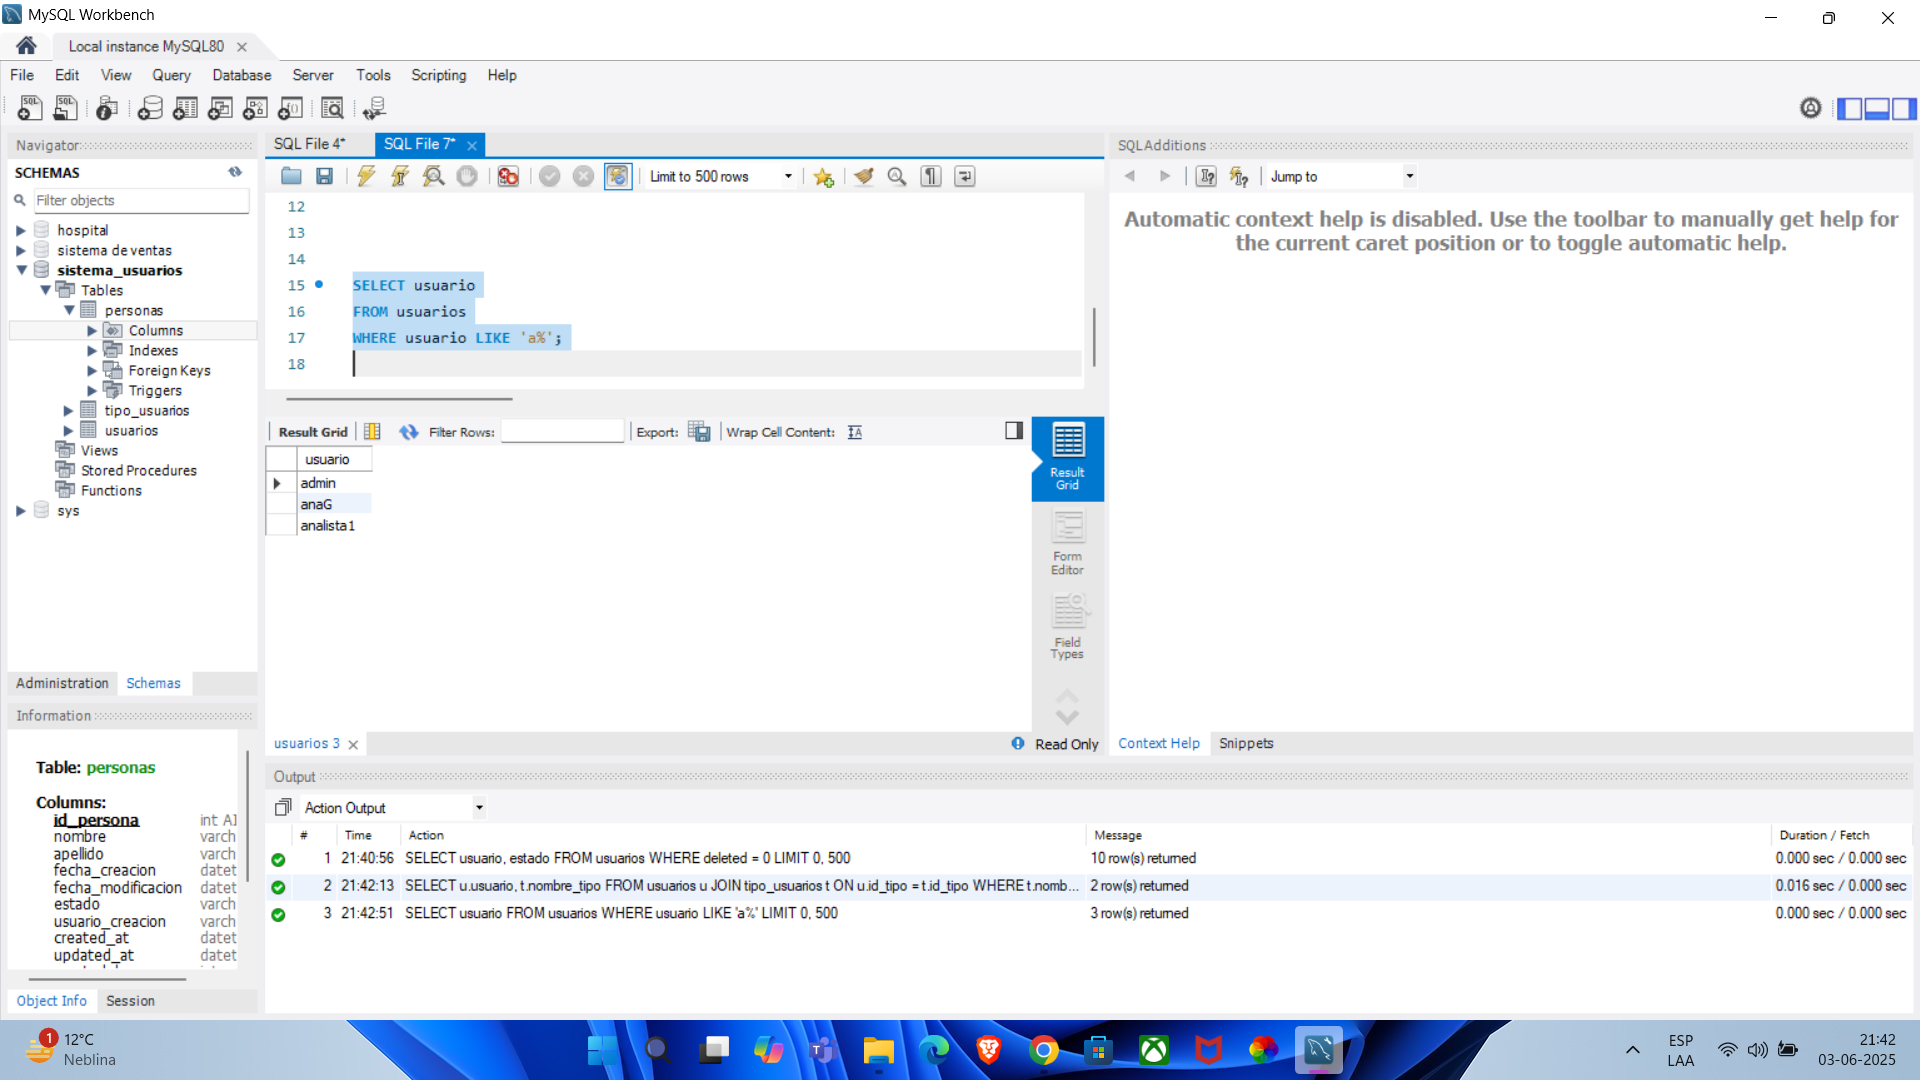 MySQL Workbench
Local instance MySQL80
File Edit View Query Database Server Tools Scripting Help
Navigator
SCHEMAS
Filter objects
hospital
sistema de ventas
sistema_usuarios
Tables
personas
Columns
Indexes
Foreign Keys
Triggers
tipo_usuarios
usuarios
Views
Stored Procedures
Functions
sys
Administration Schemas
Information
Table: personas
Columns:
id_persona int AI
nombre varch
apellido varch
fecha_creacion datet
fecha_modificacion datet
estado varch
usuario_creacion varch
created_at datet
updated_at datet
Object Info Session
SQL File 4* SQL File 7*
Limit to 500 rows
12
13
14
15 SELECT usuario
16 FROM usuarios
17 WHERE usuario LIKE 'a%';
18
Result Grid Filter Rows: Export: Wrap Cell Content:
usuario
admin
anaG
analista1
Result
Grid
Form
Editor
Field
Types
usuarios 3
Read Only
SQLAdditions
Jump to
Automatic context help is disabled. Use the toolbar to manually get help for
the current caret position or to toggle automatic help.
Context Help Snippets
Output
Action Output
# Time Action Message Duration / Fetch
1 21:40:56 SELECT usuario, estado FROM usuarios WHERE deleted = 0 LIMIT 0, 500 10 row(s) returned 0.000 sec / 0.000 sec
2 21:42:13 SELECT u.usuario, t.nombre_tipo FROM usuarios u JOIN tipo_usuarios t ON u.id_tipo = t.id_tipo WHERE t.nomb... 2 row(s) returned 0.016 sec / 0.000 sec
3 21:42:51 SELECT usuario FROM usuarios WHERE usuario LIKE 'a%' LIMIT 0, 500 3 row(s) returned 0.000 sec / 0.000 sec
1
12°C
Neblina
ESP
LAA
21:42
03-06-2025